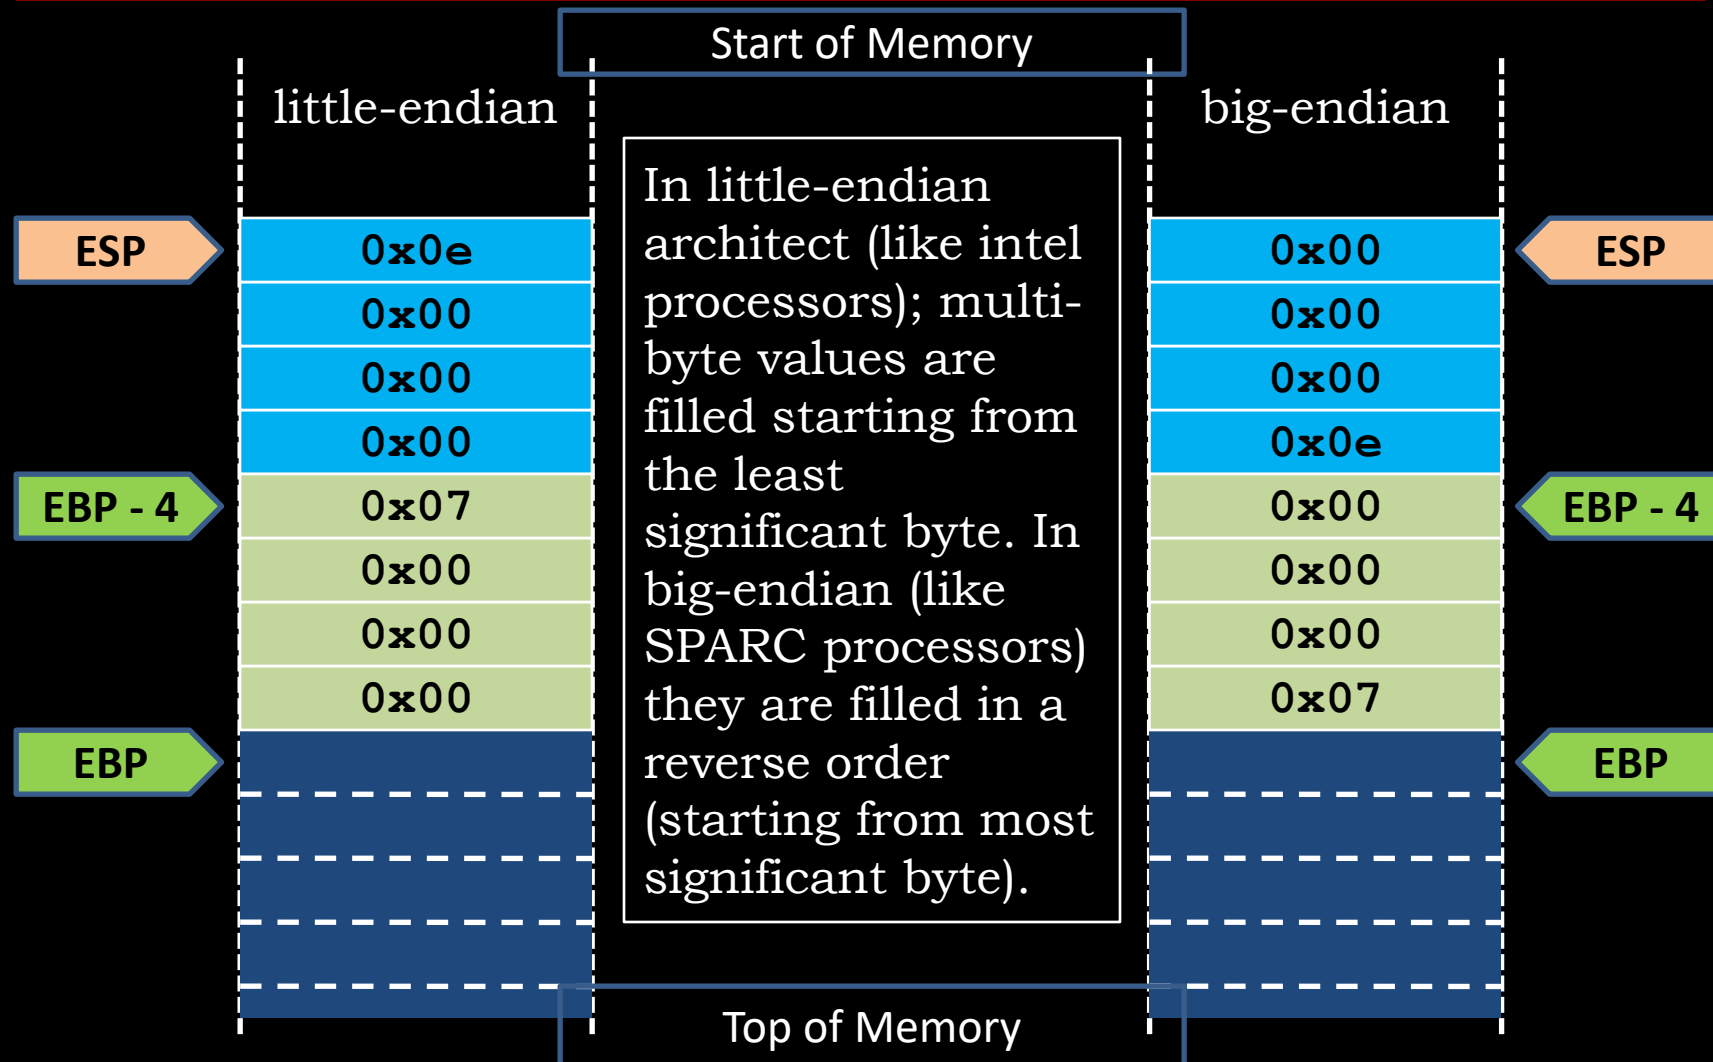 Start of Memory
little-endian
big-endian
In little-endian
architect (like intel
processors); multi-
byte values are
filled starting from
the least
significant byte. In
big-endian (like
SPARC processors)
they are filled in a
reverse order
(starting from most
significant byte).
ESP
0x0e
0x00
0x00
0x00
EBP - 4
0x07
0x00
0x00
0x00
EBP
0x00
ESP
0x00
0x00
0x0e
0x00
EBP - 4
0x00
0x00
0x07
EBP
Top of Memory